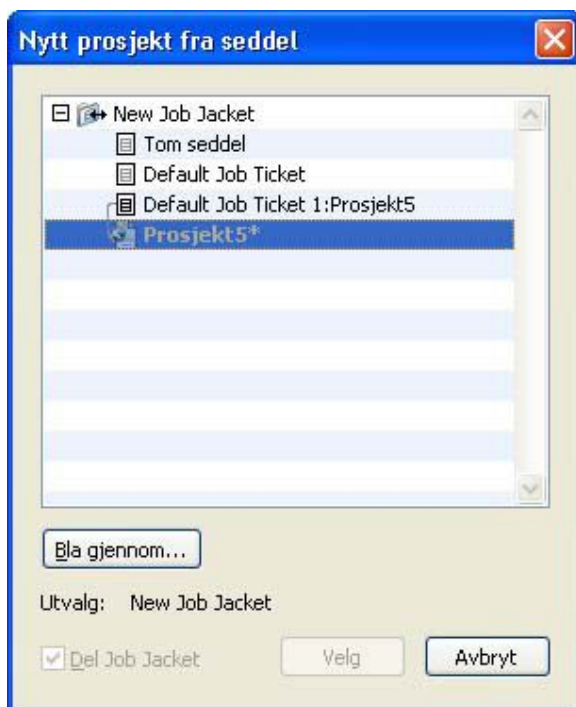 Nytt prosjekt fra seddel
New Job Jacket
Tom seddel
Default Job Ticket
Default Job Ticket 1:Prosjekt5
Prosjekt5*
Bla gjennom...
Utvalg: New Job Jacket
Del Job Jacket Velg Avbryt